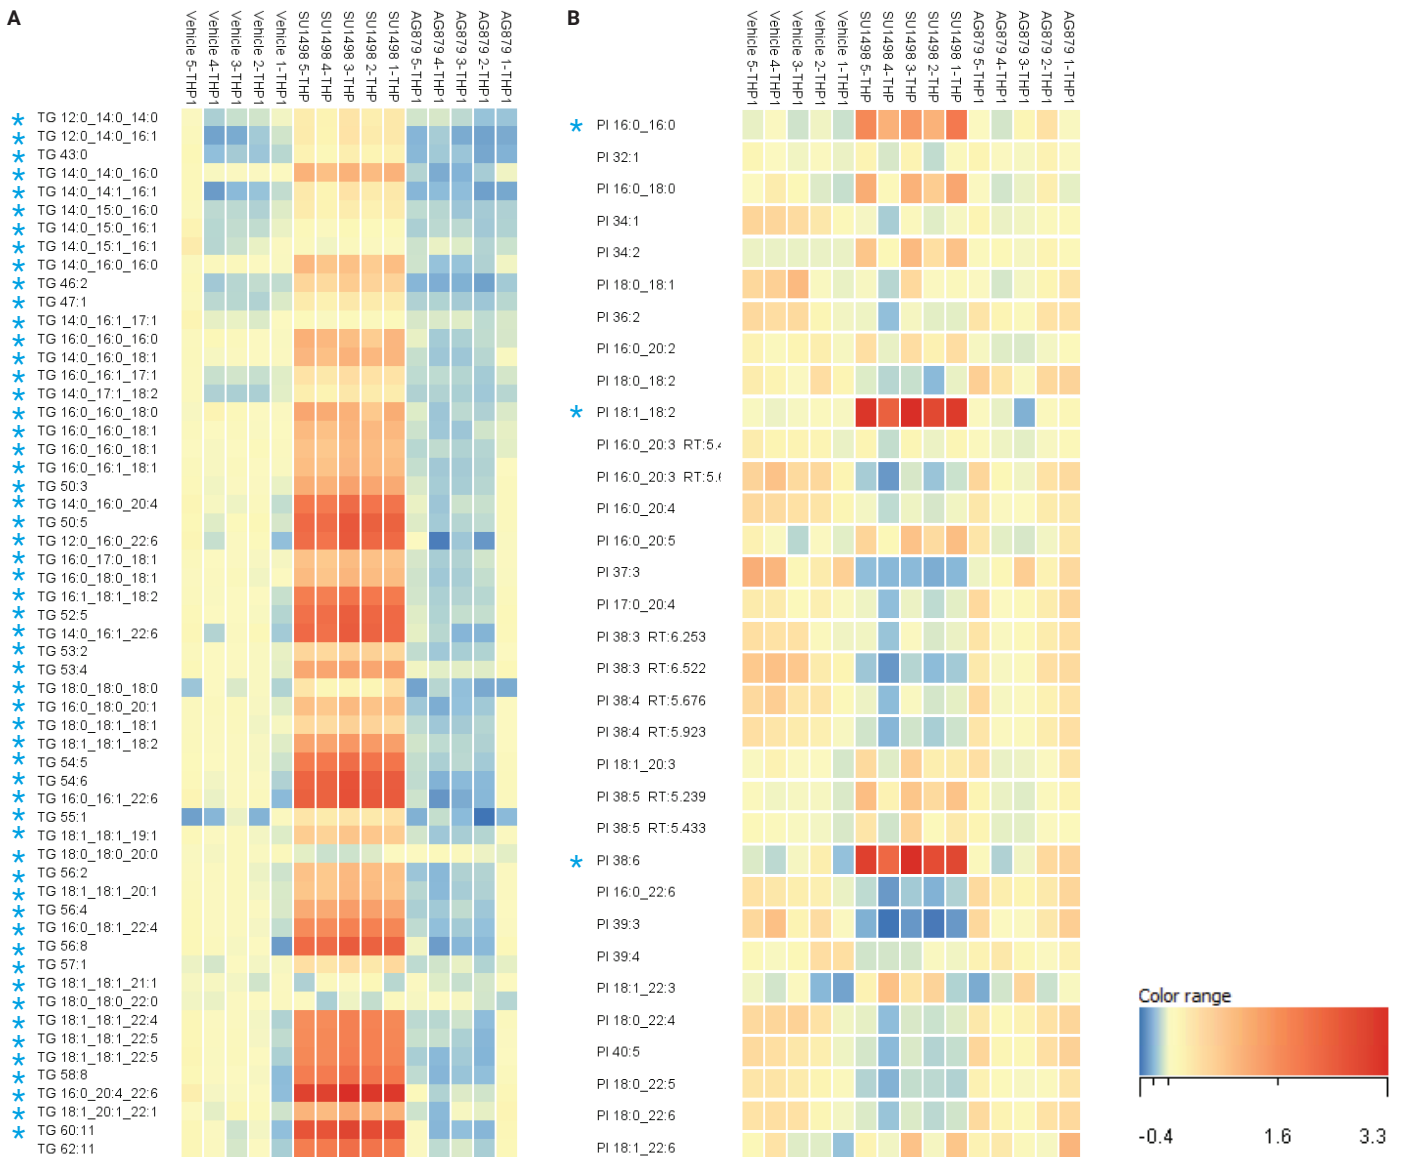 A
B
Vehicle 5-THP1
Vehicle 4-THP1
Vehicle 3-THP1
Vehicle 2-THP1
Vehicle 1-THP1
SU1498 5-THP
SU1498 4-THP
SU1498 3-THP
SU1498 2-THP
SU1498 1-THP
AG879 5-THP1
AG879 4-THP1
AG879 3-THP1
AG879 2-THP1
AG879 1-THP1
Vehicle 5-THP1
Vehicle 4-THP1
Vehicle 3-THP1
Vehicle 2-THP1
Vehicle 1-THP1
SU1498 5-THP
SU1498 4-THP
SU1498 3-THP
SU1498 2-THP
SU1498 1-THP
AG879 5-THP1
AG879 4-THP1
AG879 3-THP1
AG879 2-THP1
AG879 1-THP1
* TG 12:0_14:0_14:0
* TG 12:0_14:0_16:1
* TG 43:0
* TG 14:0_14:0_16:0
* TG 14:0_14:1_16:1
* TG 14:0_15:0_16:0
* TG 14:0_15:0_16:1
* TG 14:0_15:1_16:1
* TG 14:0_16:0_16:0
* TG 46:2
* TG 47:1
* TG 14:0_16:1_17:1
* TG 16:0_16:0_16:0
* TG 14:0_16:0_18:1
* TG 16:0_16:1_17:1
* TG 14:0_17:1_18:2
* TG 16:0_16:0_18:0
* TG 16:0_16:0_18:1
* TG 16:0_16:0_18:1
* TG 16:0_16:1_18:1
* TG 50:3
* TG 14:0_16:0_20:4
* TG 50:5
* TG 12:0_16:0_22:6
* TG 16:0_17:0_18:1
* TG 16:0_18:0_18:1
* TG 16:1_18:1_18:2
* TG 52:5
* TG 14:0_16:1_22:6
* TG 53:2
* TG 53:4
* TG 18:0_18:0_18:0
* TG 16:0_18:0_20:1
* TG 18:0_18:1_18:1
* TG 18:1_18:1_18:2
* TG 54:5
* TG 54:6
* TG 16:0_16:1_22:6
* TG 55:1
* TG 18:1_18:1_19:1
* TG 18:0_18:0_20:0
* TG 56:2
* TG 18:1_18:1_20:1
* TG 56:4
* TG 16:0_18:1_22:4
* TG 56:8
* TG 57:1
* TG 18:1_18:1_21:1
* TG 18:0_18:0_22:0
* TG 18:1_18:1_22:4
* TG 18:1_18:1_22:5
* TG 18:1_18:1_22:5
* TG 58:8
* TG 16:0_20:4_22:6
* TG 18:1_20:1_22:1
* TG 60:11
TG 62:11
* PI 16:0_16:0
PI 32:1
PI 16:0_18:0
PI 34:1
PI 34:2
PI 18:0_18:1
PI 36:2
PI 16:0_20:2
PI 18:0_18:2
* PI 18:1_18:2
PI 16:0_20:3 RT:5.4
PI 16:0_20:3 RT:5.6
PI 16:0_20:4
PI 16:0_20:5
PI 37:3
PI 17:0_20:4
PI 38:3 RT:6.253
PI 38:3 RT:6.522
PI 38:4 RT:5.676
PI 38:4 RT:5.923
PI 18:1_20:3
PI 38:5 RT:5.239
PI 38:5 RT:5.433
* PI 38:6
PI 16:0_22:6
PI 39:3
PI 39:4
PI 18:1_22:3
PI 18:0_22:4
PI 40:5
PI 18:0_22:5
PI 18:0_22:6
PI 18:1_22:6
Color range
-0.4 1.6 3.3